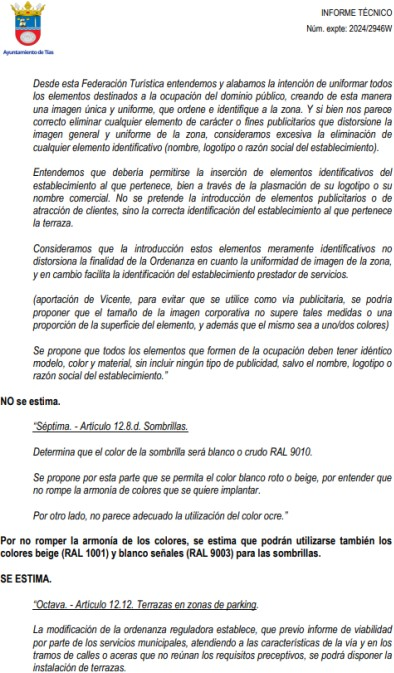 INFORME TÉCNICO
Núm. expte: 2024/2946W
Ayuntamiento de Tías
Desde esta Federación Turística entendemos y alabamos la intención de uniformar todos
los elementos destinados a la ocupación del dominio público, creando de esta manera
una imagen única y uniforme, que ordene e identifique a la zona. Y si bien nos parece
correcto eliminar cualquier elemento de carácter o fines publicitarios que distorsione la
imagen general y uniforme de la zona, consideramos excesiva la eliminación de
cualquier elemento identificativo (nombre, logotipo o razón social del establecimiento).
Entendemos que debería permitirse la inserción de elementos identificativos del
establecimiento al que pertenece, bien a través de la plasmación de su logotipo o su
nombre comercial. No se pretende la introducción de elementos publicitarios o de
atracción de clientes, sino la correcta identificación del establecimiento al que pertenece
la terraza.
Consideramos que la introducción estos elementos meramente identificativos no
distorsiona la finalidad de la Ordenanza en cuanto la uniformidad de imagen de la zona,
y en cambio facilita la identificación del establecimiento prestador de servicios.
(aportación de Vicente, para evitar que se utilice como vía publicitaria, se podría
proponer que el tamaño de la imagen corporativa no supere tales medidas o una
proporción de la superficie del elemento, y además que el mismo sea a uno/dos colores)
Se propone que todos los elementos que formen de la ocupación deben tener idéntico
modelo, color y material, sin incluir ningún tipo de publicidad, salvo el nombre, logotipo o
razón social del establecimiento."
NO se estima.
"Séptima. - Articulo 12.8.d. Sombrillas.
Determina que el color de la sombrilla será blanco o crudo RAL 9010.
Se propone por esta parte que se permita el color blanco roto o beige, por entender que
no rompe la armonía de colores que se quiere implantar.
Por otro lado, no parece adecuado la utilización del color ocre."
Por no romper la armonía de los colores, se estima que podrán utilizarse también los
colores beige (RAL 1001) y blanco señales (RAL 9003) para las sombrillas.
SE ESTIMA.
"Octava. - Articulo 12.12. Terrazas en zonas de parking.
La modificación de la ordenanza reguladora establece, que previo informe de viabilidad
por parte de los servicios municipales, atendiendo a las características de la vía y en los
tramos de calles o aceras que no reúnan los requisitos preceptivos, se podrá disponer la
instalación de terrazas.